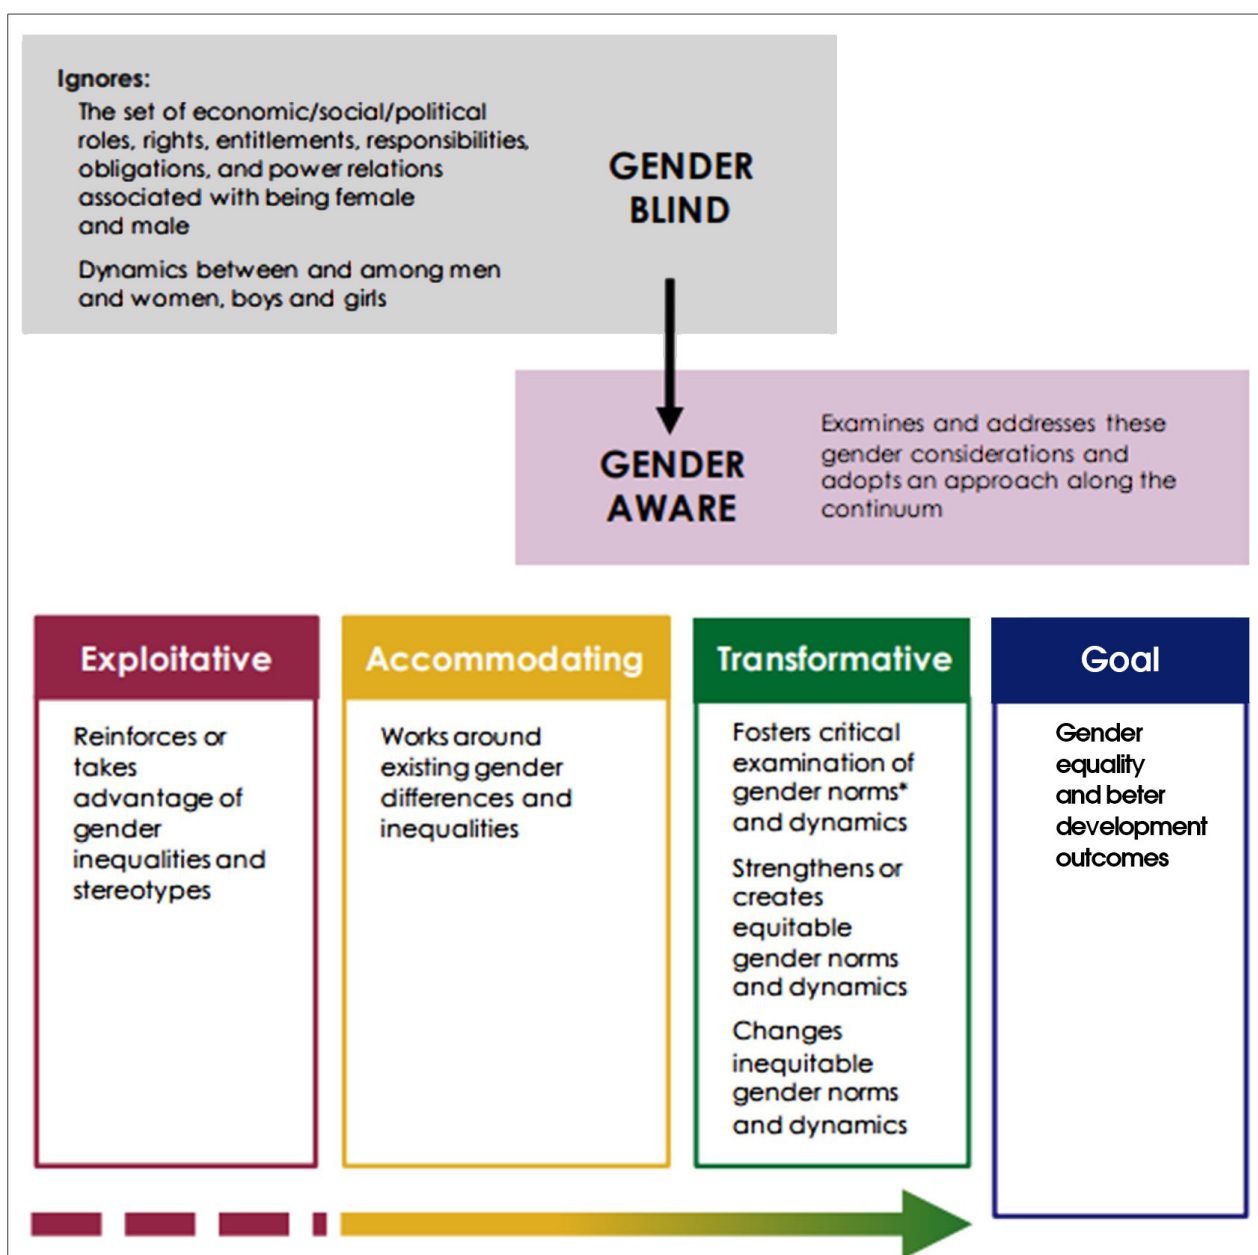 Ignores:
The set of economic/social/political
roles, rights, entitlements, responsibilities,
obligations, and power relations
associated with being female
and male
Dynamics between and among men
and women, boys and girls
GENDER
BLIND
GENDER
AWARE
Examines and addresses these
gender considerations and
adopts an approach along the
continuum
Exploitative
Reinforces or
takes
advantage of
gender
inequalities and
stereotypes
Accommodating
Works around
existing gender
differences and
inequalities
Transformative
Fosters critical
examination of
gender norms*
and dynamics
Strengthens or
creates
equitable
gender norms
and dynamics
Changes
inequitable
gender norms
and dynamics
Goal
Gender
equality
and beter
development
outcomes